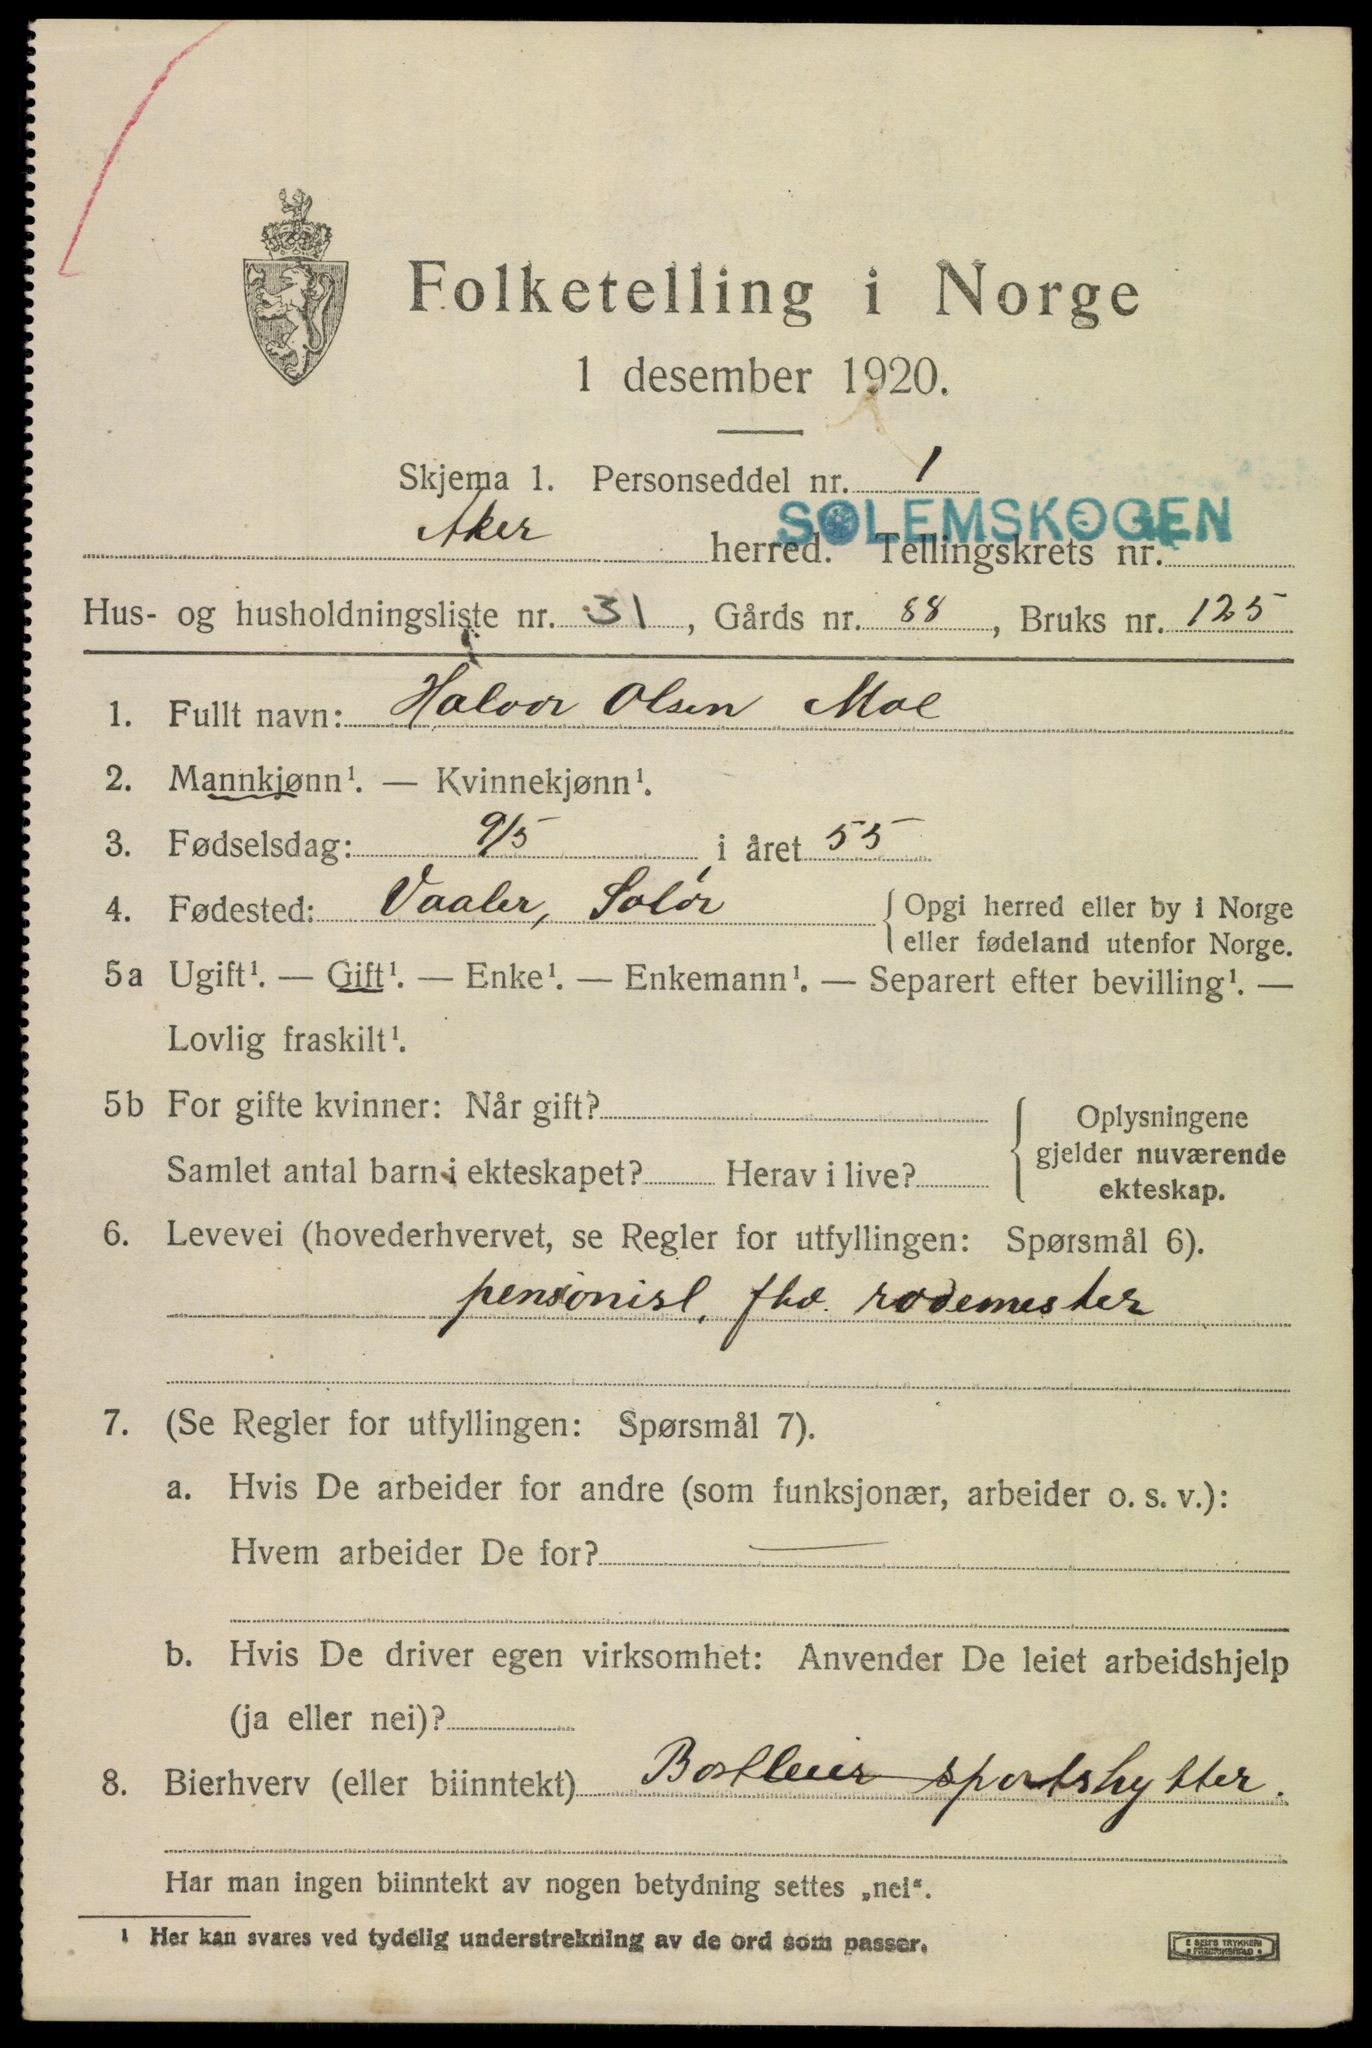 Folketelling i Norge
1 desember 1920.
Skjema 1. Personseddel nr. 1
SOLEMSKOGEN
Aker herred. Tellingskrets nr.
Hus- og husholdningsliste nr. 31, Gårds nr. 88, Bruks nr. 125
1. Fullt navn: Halvor Olsen Moe
2. Mannkjønn¹. — Kvinnekjønn¹.
3. Fødselsdag: 9/5 i året 55
4. Fødested: Vaaler, Solør { Opgi herred eller by i Norge
eller fødeland utenfor Norge.
5a Ugift¹. — Gift¹. — Enke¹. — Enkemann¹. — Separert efter bevilling¹. —
Lovlig fraskilt¹.
5b For gifte kvinner: Når gift?
Samlet antal barn i ekteskapet? Herav i live?
Oplysningene
gjelder nuværende
ekteskap.
6. Levevei (hovederhvervet, se Regler for utfyllingen: Spørsmål 6).
pensionist, fhv. rodemester
7. (Se Regler for utfyllingen: Spørsmål 7).
a. Hvis De arbeider for andre (som funksjonær, arbeider o. s. v.):
Hvem arbeider De for? —
b. Hvis De driver egen virksomhet: Anvender De leiet arbeidshjelp
(ja eller nei)?
8. Bierhverv (eller biinntekt) sportshytter.
Har man ingen biinntekt av nogen betydning settes „nei“.
¹ Her kan svares ved tydelig understrekning av de ord som passer.
E SEM'S TRYKKERI
FREDRIKSHALD